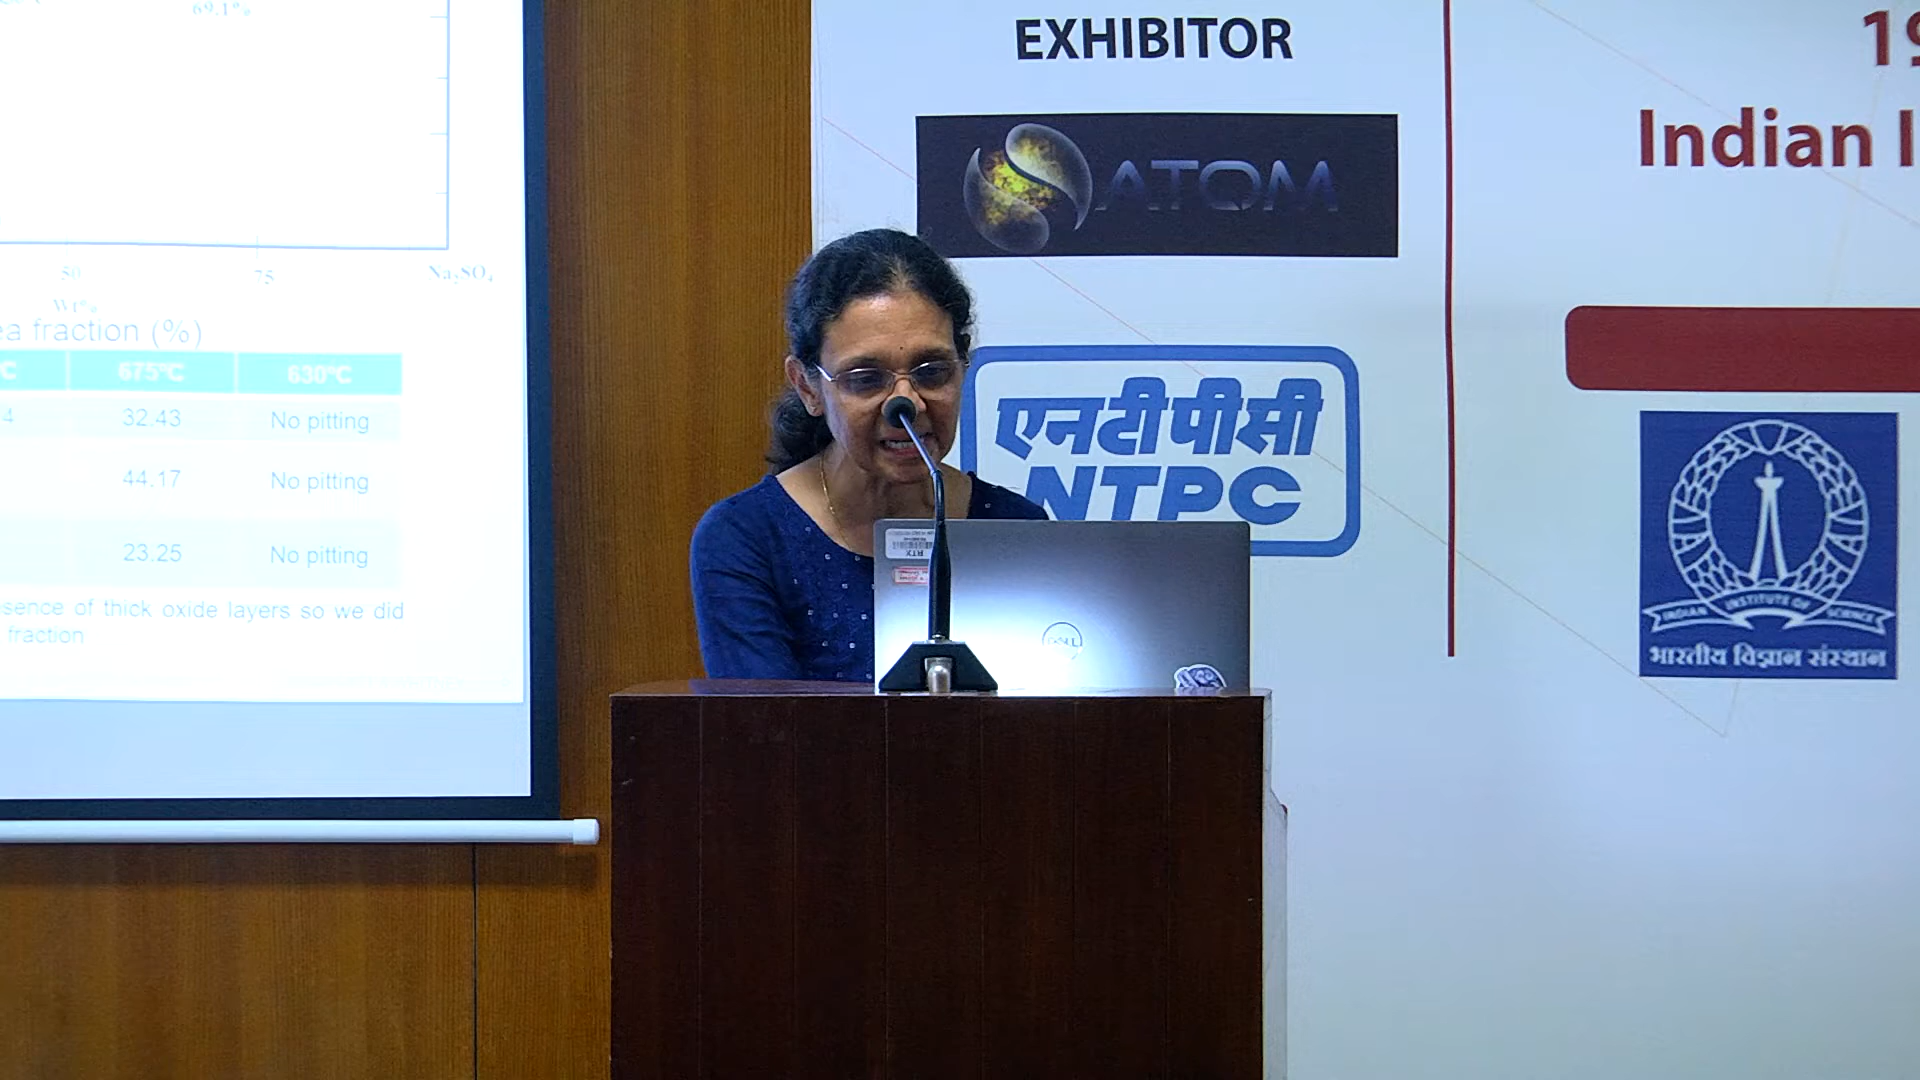 69.1%
50
75
Na₂SO₄
Wt%
ea fraction (%)
C
675°C
630°C
4
32.43
No pitting
44.17
No pitting
23.25
No pitting
sence of thick oxide layers so we did
fraction
EXHIBITOR
ATOM
एनटीपीसी
NTPC
19
Indian I
INDIAN INSTITUTE OF SCIENCE
भारतीय विज्ञान संस्थान
RTX
DELL